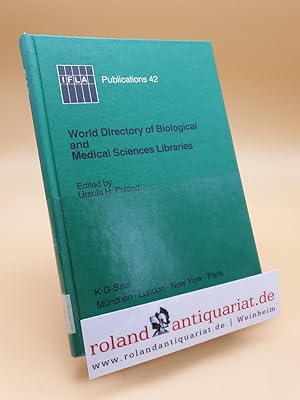 IFLA
Publications 42
World Directory of Biological
and
Medical Sciences Libraries
Edited by
Ursula H. Poland
K·G·Saur
München · London · New York · Paris
roland antiquariat.de
www.rolandantiquariat.de | Weinheim